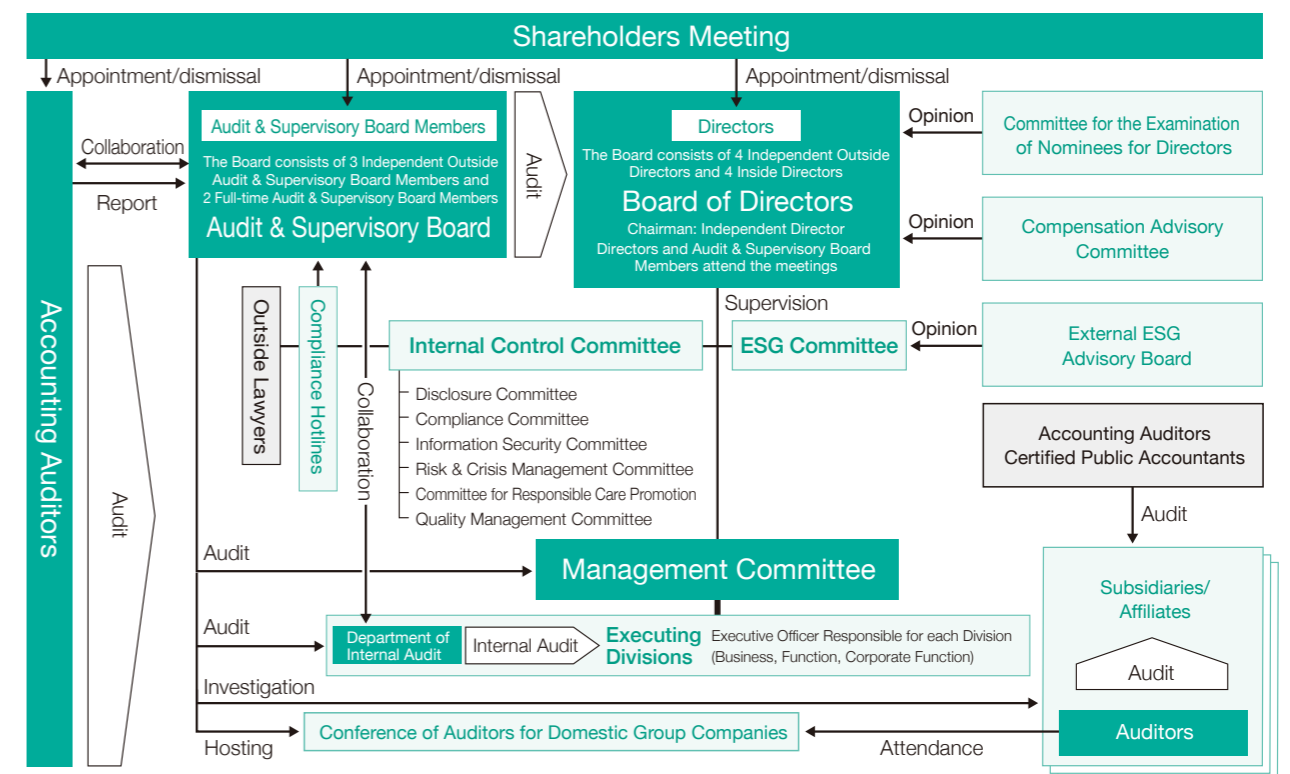 Shareholders Meeting
Appointment/dismissal
Appointment/dismissal
Appointment/dismissal
Accounting Auditors
Collaboration
Report
Audit & Supervisory Board Members
The Board consists of 3 Independent Outside
Audit & Supervisory Board Members and
2 Full-time Audit & Supervisory Board Members
Audit & Supervisory Board
Audit
Directors
The Board consists of 4 Independent Outside
Directors and 4 Inside Directors
Board of Directors
Chairman: Independent Director
Directors and Audit & Supervisory Board
Members attend the meetings
Opinion
Committee for the Examination
of Nominees for Directors
Opinion
Compensation Advisory
Committee
Supervision
Outside Lawyers
Compliance Hotlines
Collaboration
Internal Control Committee
ESG Committee
Opinion
External ESG
Advisory Board
Disclosure Committee
Compliance Committee
Information Security Committee
Risk & Crisis Management Committee
Committee for Responsible Care Promotion
Quality Management Committee
Accounting Auditors
Certified Public Accountants
Audit
Audit
Audit
Management Committee
Audit
Department of
Internal Audit
Internal Audit
Executing
Divisions
Executive Officer Responsible for each Division
(Business, Function, Corporate Function)
Subsidiaries/
Affiliates
Audit
Auditors
Investigation
Hosting
Conference of Auditors for Domestic Group Companies
Attendance